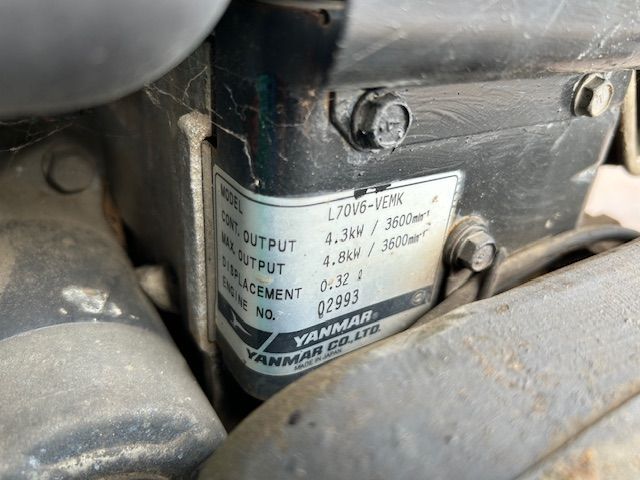 MODEL L70V6-VEMK
CONT. OUTPUT 4.3kW / 3600min⁻¹
MAX. OUTPUT 4.8kW / 3600min⁻¹
DISPLACEMENT 0.32 ℓ
ENGINE NO. Q2993
YANMAR®
YANMAR CO.,LTD.
MADE IN JAPAN